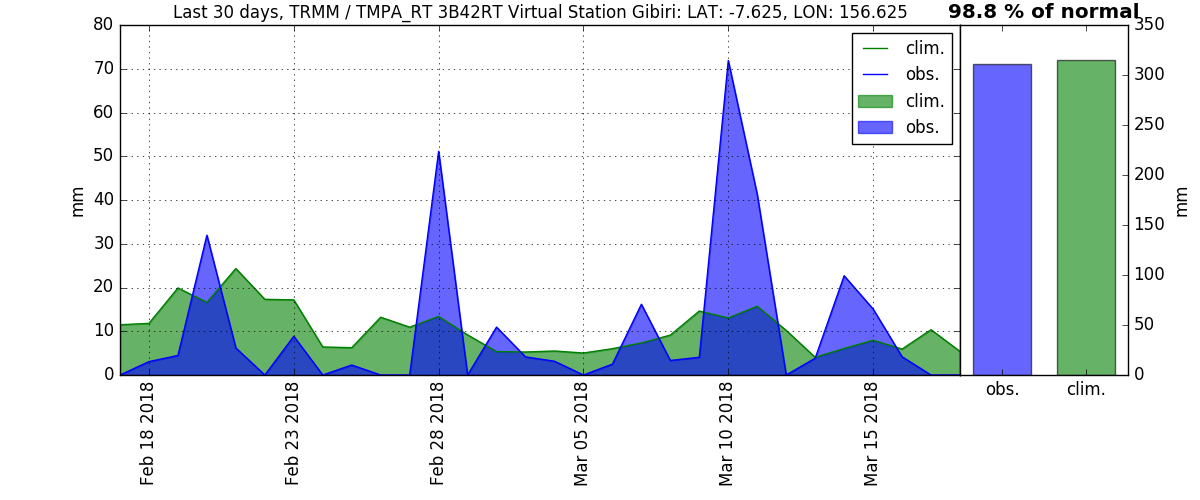 Last 30 days, TRMM / TMPA_RT 3B42RT Virtual Station Gibiri: LAT: -7.625, LON: 156.625
98.8 % of normal
80
70
60
50
40
30
20
10
0
mm
clim.
obs.
clim.
obs.
350
300
250
200
150
100
50
0
mm
Feb 18 2018
Feb 23 2018
Feb 28 2018
Mar 05 2018
Mar 10 2018
Mar 15 2018
obs.
clim.